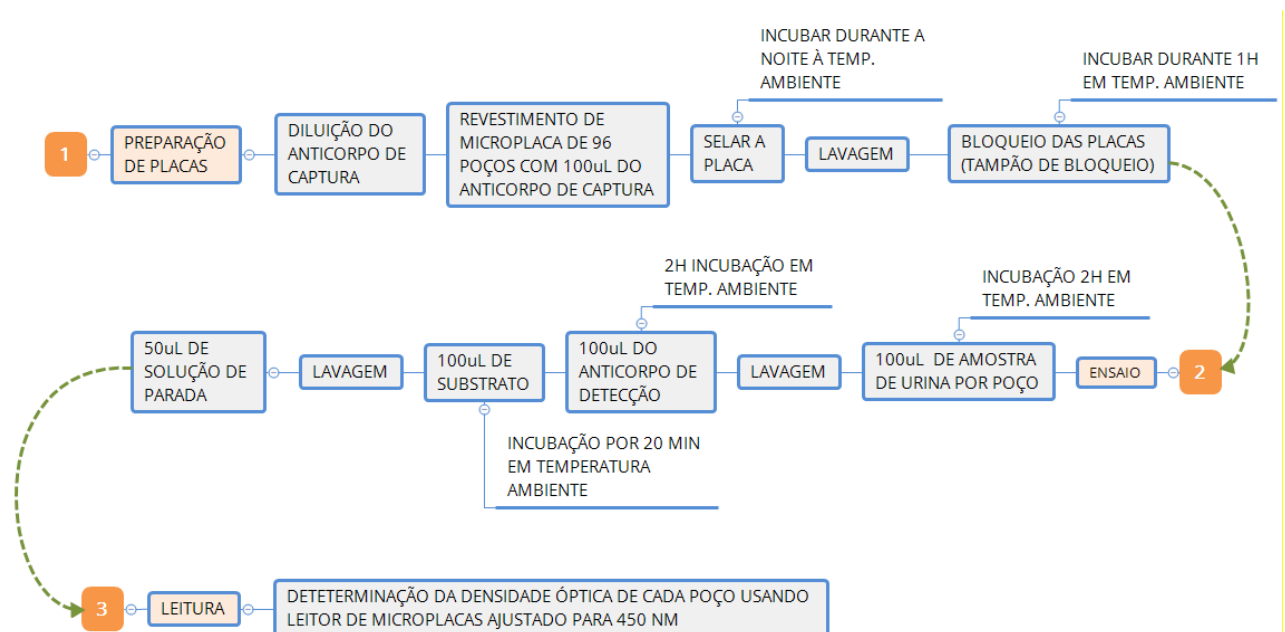 INCUBAR DURANTE A
NOITE À TEMP.
AMBIENTE
INCUBAR DURANTE 1H
EM TEMP. AMBIENTE
1
PREPARAÇÃO
DE PLACAS
DILUIÇÃO DO
ANTICORPO DE
CAPTURA
REVESTIMENTO DE
MICROPLACA DE 96
POÇOS COM 100uL DO
ANTICORPO DE CAPTURA
SELAR A
PLACA
LAVAGEM
BLOQUEIO DAS PLACAS
(TAMPÃO DE BLOQUEIO)
2
ENSAIO
100uL DE AMOSTRA
DE URINA POR POÇO
INCUBAÇÃO 2H EM
TEMP. AMBIENTE
LAVAGEM
100uL DO
ANTICORPO DE
DETECÇÃO
2H INCUBAÇÃO EM
TEMP. AMBIENTE
100uL DE
SUBSTRATO
INCUBAÇÃO POR 20 MIN
EM TEMPERATURA
AMBIENTE
LAVAGEM
50uL DE
SOLUÇÃO DE
PARADA
3
LEITURA
DETETERMINAÇÃO DA DENSIDADE ÓPTICA DE CADA POÇO USANDO
LEITOR DE MICROPLACAS AJUSTADO PARA 450 NM